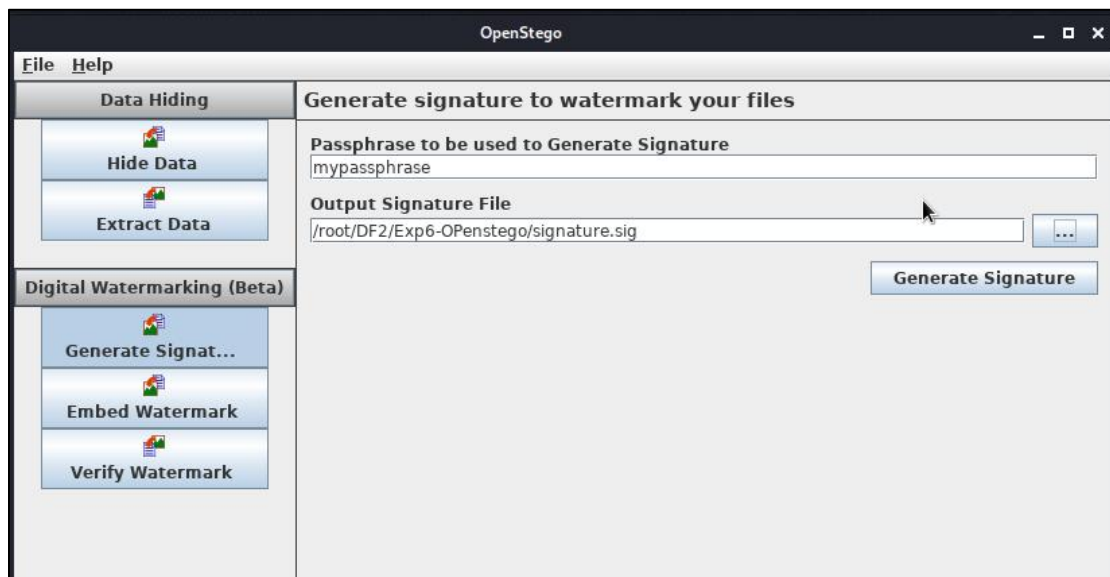 OpenStego
File Help
Data Hiding
Hide Data
Extract Data
Digital Watermarking (Beta)
Generate Signat...
Embed Watermark
Verify Watermark
Generate signature to watermark your files
Passphrase to be used to Generate Signature
mypassphrase
Output Signature File
/root/DF2/Exp6-OPenstego/signature.sig
...
Generate Signature